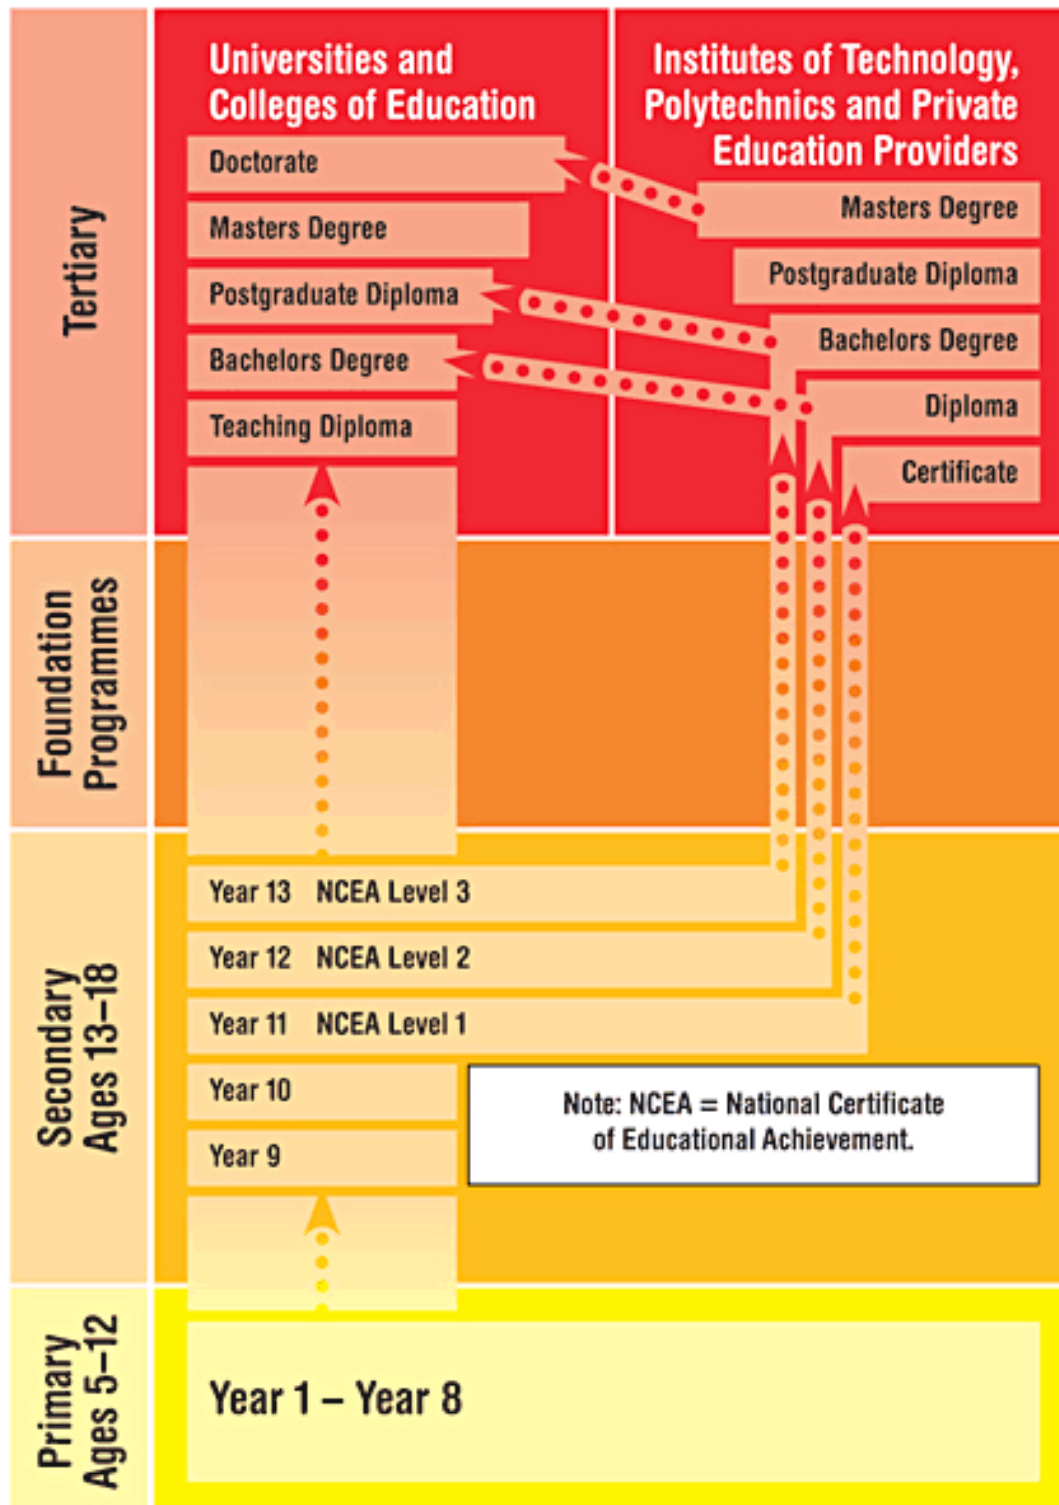 Tertiary
Universities and
Colleges of Education
Doctorate
Masters Degree
Postgraduate Diploma
Bachelors Degree
Teaching Diploma
Institutes of Technology,
Polytechnics and Private
Education Providers
Masters Degree
Postgraduate Diploma
Bachelors Degree
Diploma
Certificate
Foundation
Programmes
Secondary
Ages 13–18
Year 13 NCEA Level 3
Year 12 NCEA Level 2
Year 11 NCEA Level 1
Year 10
Year 9
Note: NCEA = National Certificate
of Educational Achievement.
Primary
Ages 5–12
Year 1 – Year 8